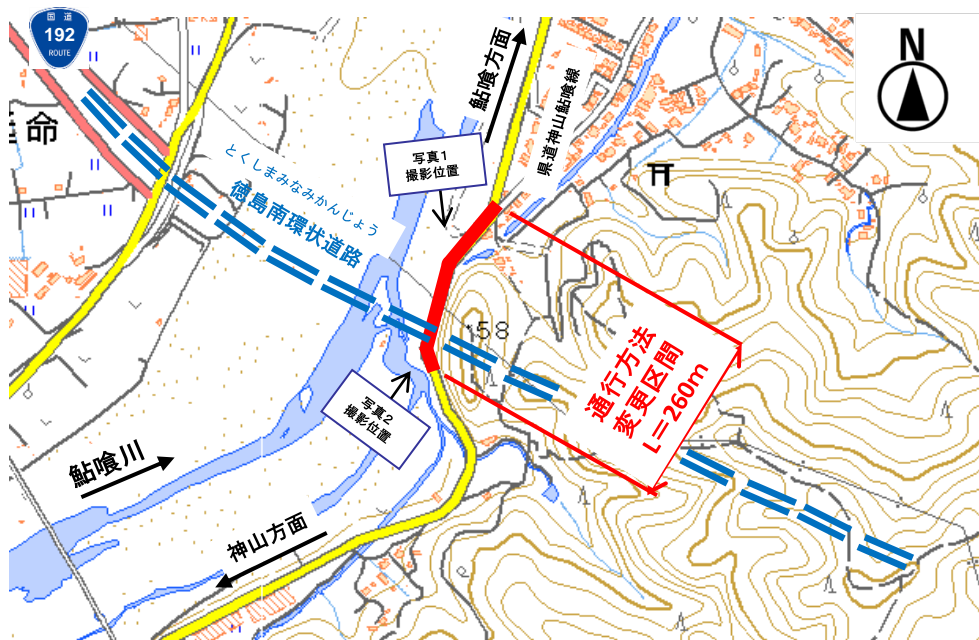 国道
192
ROUTE
N
鮎喰方面
県道神山鮎喰線
写真1
撮影位置
とくしまみなみかんじょう
徳島南環状道路
58
通行方法
変更区間
L=260m
写真2
撮影位置
鮎喰川
神山方面